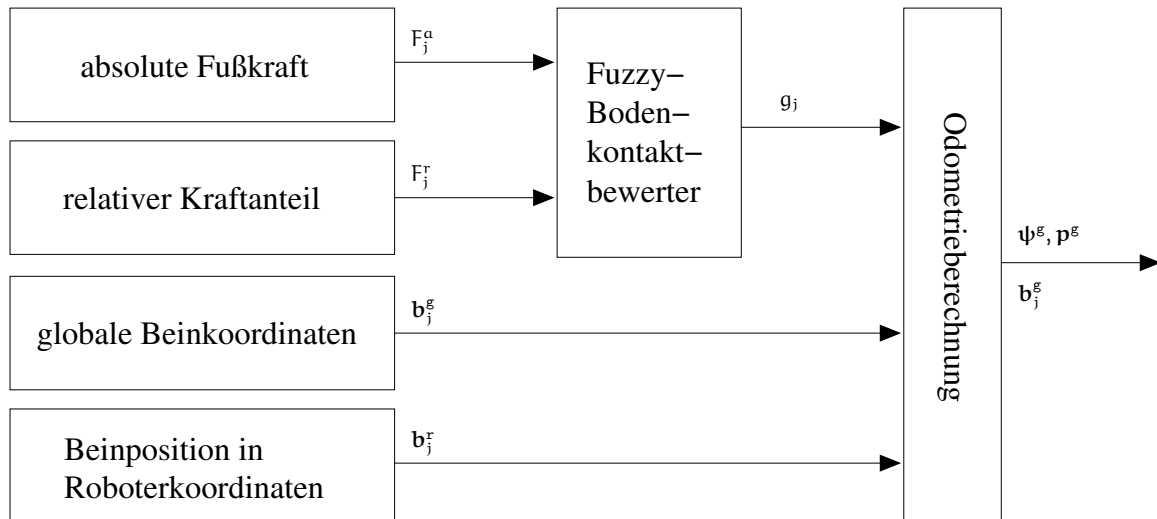 absolute Fußkraft
F_j^a
relativer Kraftanteil
F_j^r
Fuzzy–
Boden–
kontakt–
bewerter
g_j
globale Beinkoordinaten
b_j^g
Beinposition in
Roboterkoordinaten
b_j^r
Odometrieberechnung
ψ^g, p^g
b_j^g